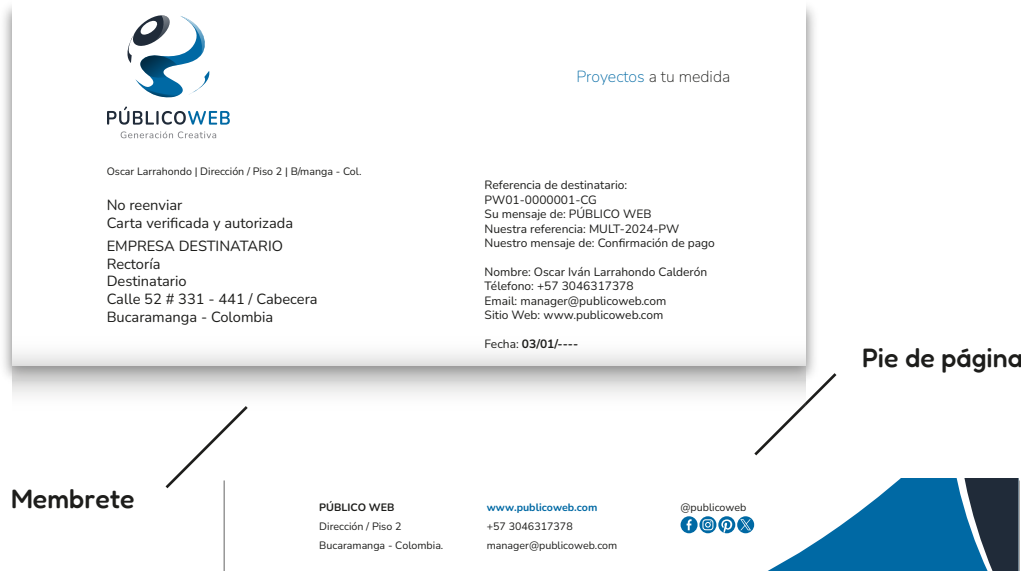 PÚBLICOWEB
Generación Creativa
Proyectos a tu medida
Oscar Larrahondo | Dirección / Piso 2 | B/manga - Col.
No reenviar
Carta verificada y autorizada
EMPRESA DESTINATARIO
Rectoría
Destinatario
Calle 52 # 331 - 441 / Cabecera
Bucaramanga - Colombia
Referencia de destinatario:
PW01-0000001-CG
Su mensaje de: PÚBLICO WEB
Nuestra referencia: MULT-2024-PW
Nuestro mensaje de: Confirmación de pago
Nombre: Oscar Iván Larrahondo Calderón
Télefono: +57 3046317378
Email: manager@publicoweb.com
Sitio Web: www.publicoweb.com
Fecha: 03/01/----
Pie de página
Membrete
PÚBLICO WEB
Dirección / Piso 2
Bucaramanga - Colombia.
www.publicoweb.com
+57 3046317378
manager@publicoweb.com
@publicoweb